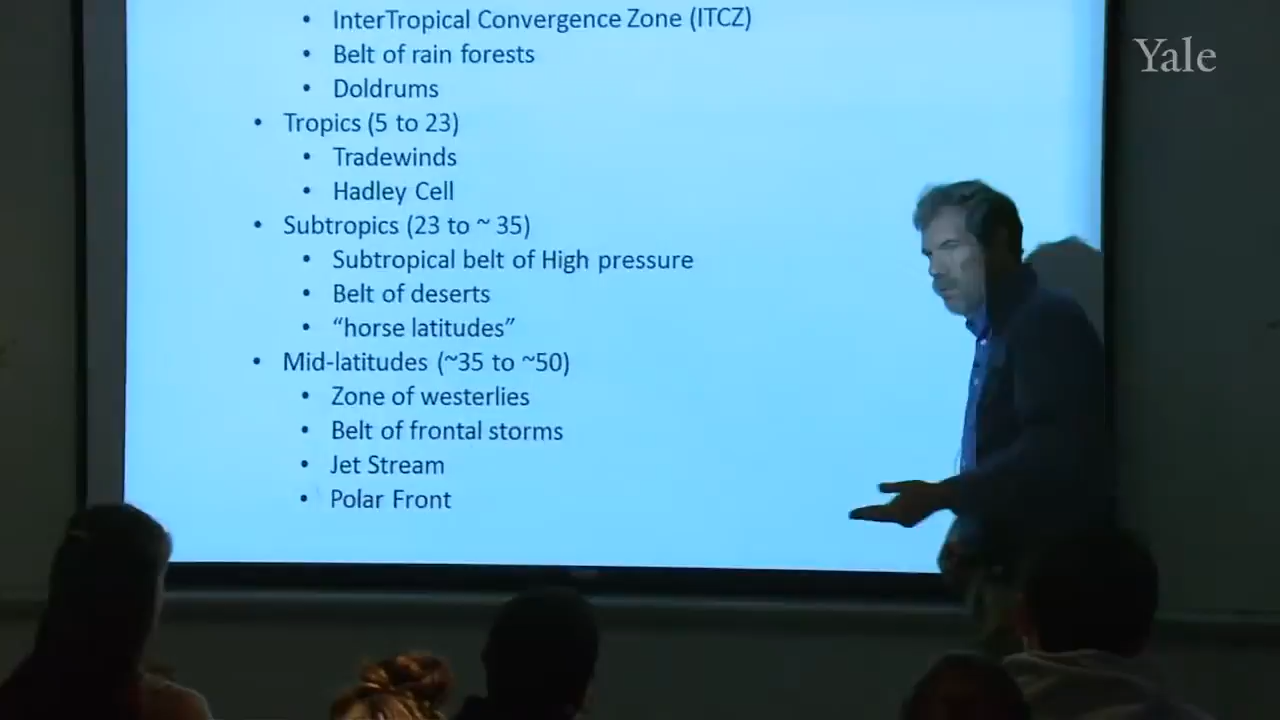 • InterTropical Convergence Zone (ITCZ)
Yale
• Belt of rain forests
• Doldrums
• Tropics (5 to 23)
• Tradewinds
• Hadley Cell
• Subtropics (23 to ~ 35)
• Subtropical belt of High pressure
• Belt of deserts
• “horse latitudes”
• Mid-latitudes (~35 to ~50)
• Zone of westerlies
• Belt of frontal storms
• Jet Stream
• Polar Front